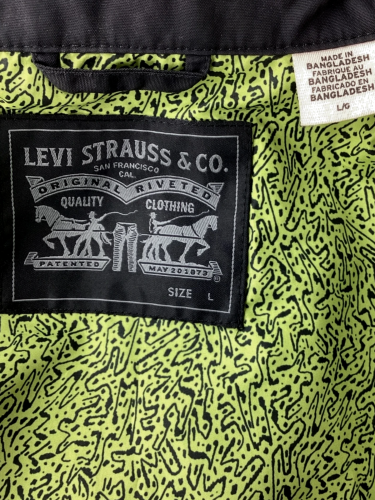 MADE IN
BANGLADESH
FABRIQUÉ AU
BANGLADESH
FABRICADO EN
BANGLADESH
L/G
LEVI STRAUSS & CO.
SAN FRANCISCO
CAL.
ORIGINAL RIVETED
QUALITY CLOTHING
PATENTED MAY 20 1873
SIZE L